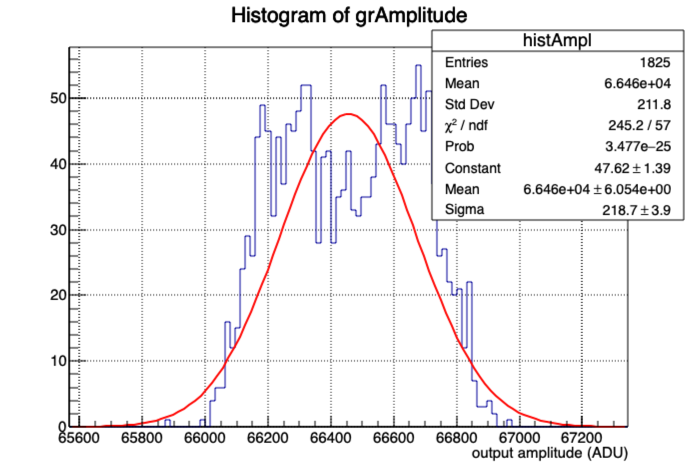 Histogram of grAmplitude
histAmpl
Entries 1825
Mean 6.646e+04
Std Dev 211.8
χ² / ndf 245.2 / 57
Prob 3.477e−25
Constant 47.62 ± 1.39
Mean 6.646e+04 ± 6.054e+00
Sigma 218.7 ± 3.9
50
40
30
20
10
0
65600 65800 66000 66200 66400 66600 66800 67000 67200
output amplitude (ADU)